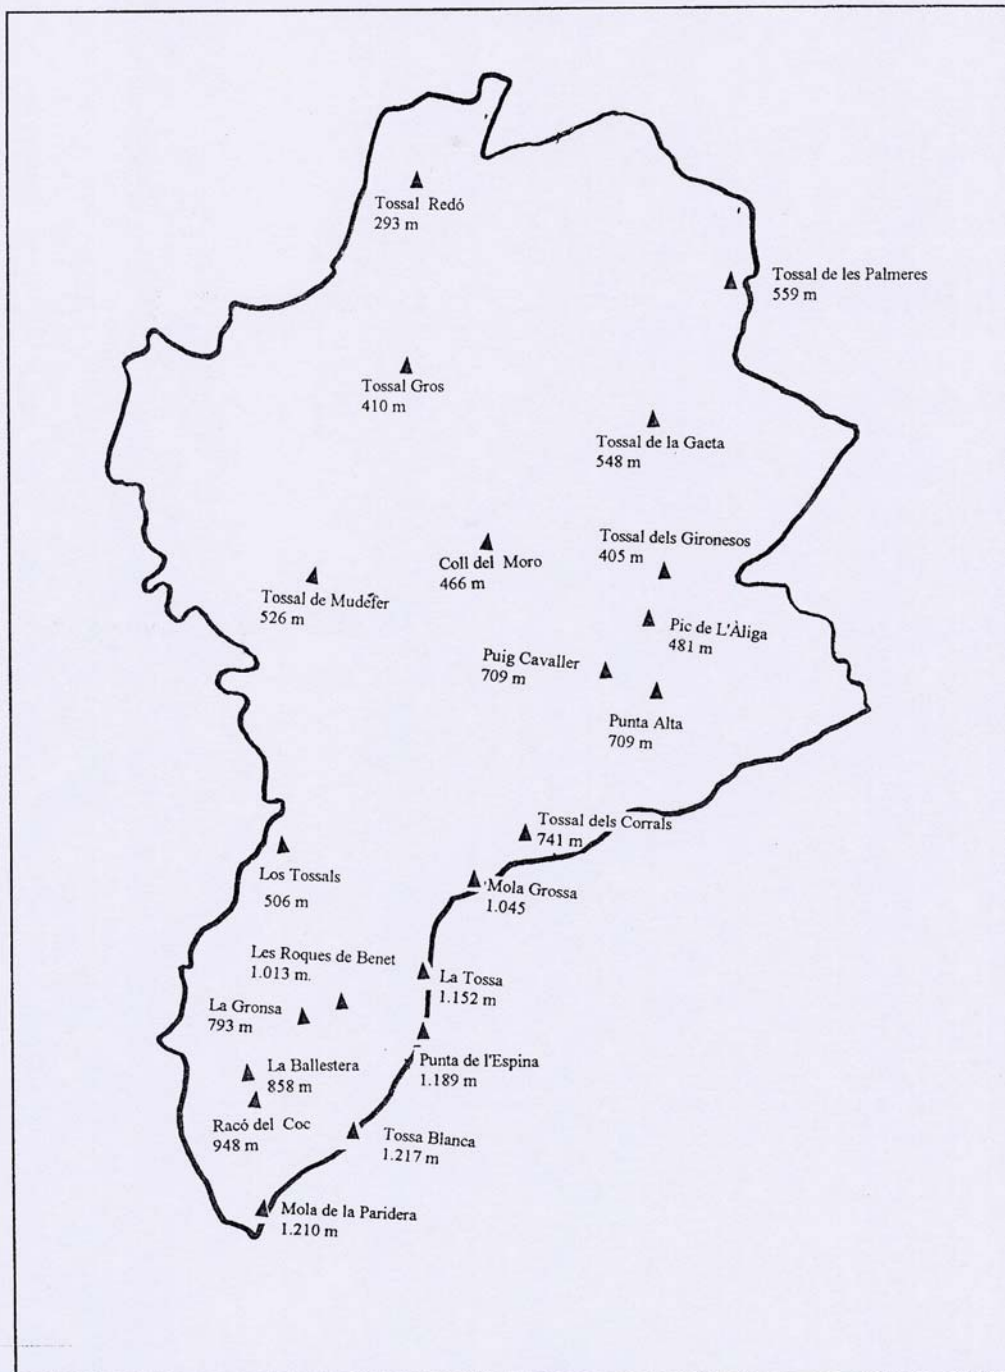 Tossal Redó
293 m
Tossal de les Palmeres
559 m
Tossal Gros
410 m
Tossal de la Gaeta
548 m
Tossal dels Gironesos
405 m
Coll del Moro
466 m
Tossal de Mudéfer
526 m
Pic de L'Àliga
481 m
Puig Cavaller
709 m
Punta Alta
709 m
Tossal dels Corrals
741 m
Los Tossals
506 m
Mola Grossa
1.045
Les Roques de Benet
1.013 m.
La Tossa
1.152 m
La Gronsa
793 m
Punta de l'Espina
1.189 m
La Ballestera
858 m
Racó del Coc
948 m
Tossa Blanca
1.217 m
Mola de la Paridera
1.210 m